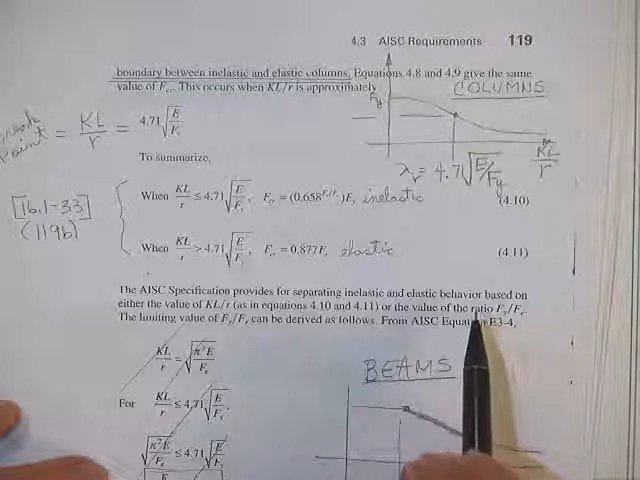 4.3 AISC Requirements 119
boundary between inelastic and elastic columns, Equations 4.8 and 4.9 give the same
value of Fcr. This occurs when KL/r is approximately
COLUMNS
Fy
Point = KL/r = 4.71√(E/Fy)
KL/r
λr = 4.71√(E/Fy)
To summarize,
[16.1-33]
(119b)
When KL/r ≤ 4.71√(E/Fy), Fcr = (0.658^(Fy/Fe))Fy inelastic (4.10)
When KL/r > 4.71√(E/Fy), Fcr = 0.877Fe elastic (4.11)
The AISC Specification provides for separating inelastic and elastic behavior based on
either the value of KL/r (as in equations 4.10 and 4.11) or the value of the ratio Fy/Fe.
The limiting value of Fy/Fe can be derived as follows. From AISC Equation E3-4,
KL/r = √(π²E/Fe)
BEAMS
For KL/r ≤ 4.71√(E/Fy),
√(π²E/Fe) ≤ 4.71√(E/Fy)